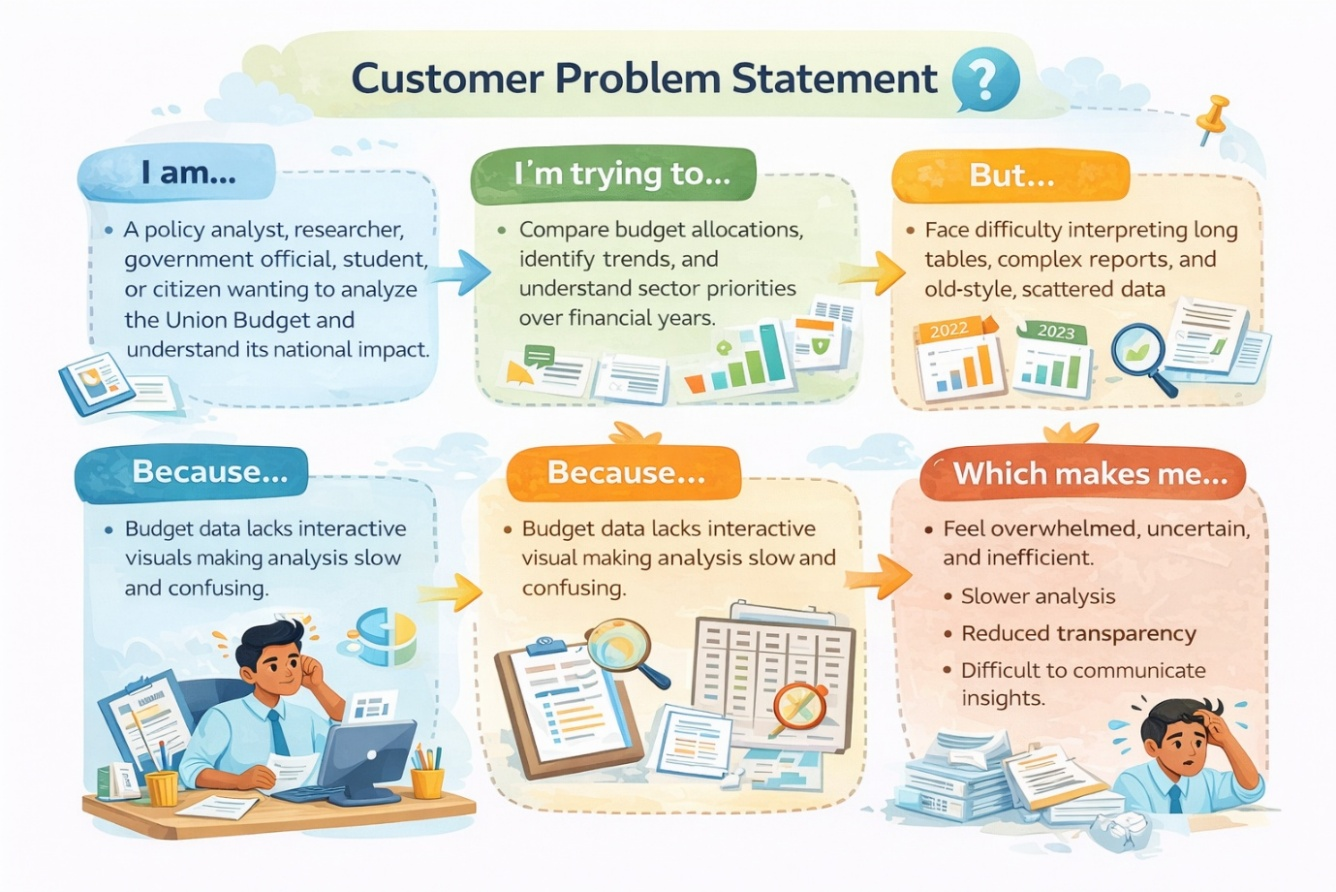 Customer Problem Statement ?
I am...
• A policy analyst, researcher,
government official, student,
or citizen wanting to analyze
the Union Budget and
understand its national impact.
I'm trying to...
• Compare budget allocations,
identify trends, and
understand sector priorities
over financial years.
But...
• Face difficulty interpreting long
tables, complex reports, and
old-style, scattered data
2022
2023
Because...
• Budget data lacks interactive
visuals making analysis slow
and confusing.
Because...
• Budget data lacks interactive
visual making analysis slow and
confusing.
Which makes me...
• Feel overwhelmed, uncertain,
and inefficient.
• Slower analysis
• Reduced transparency
• Difficult to communicate
insights.